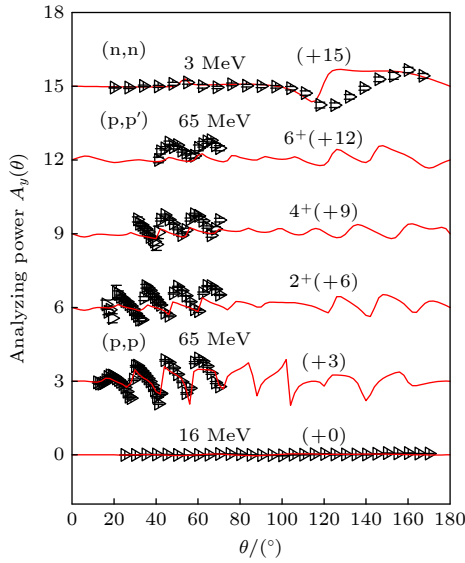 18
(n,n)
3 MeV
(+15)
15
(p,p′)
65 MeV
6⁺(+12)
12
4⁺(+9)
9
2⁺(+6)
6
(p,p)
65 MeV
(+3)
3
16 MeV
(+0)
0
0 20 40 60 80 100 120 140 160 180
θ/(°)
Analyzing power A_y(θ)